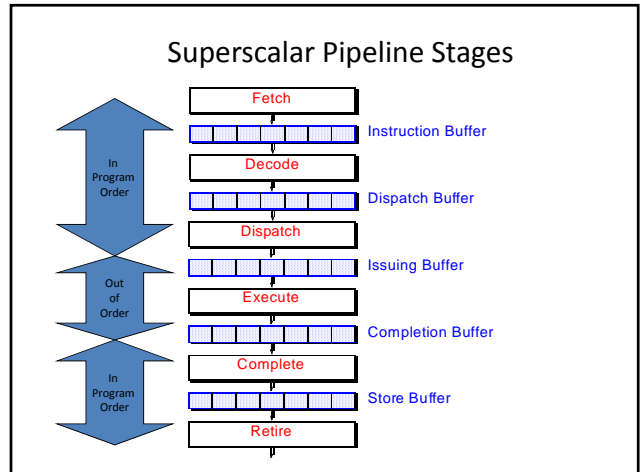 Superscalar Pipeline Stages
Fetch
Instruction Buffer
In
Program
Order
Decode
Dispatch Buffer
Dispatch
Issuing Buffer
Out
of
Order
Execute
Completion Buffer
Complete
In
Program
Order
Store Buffer
Retire